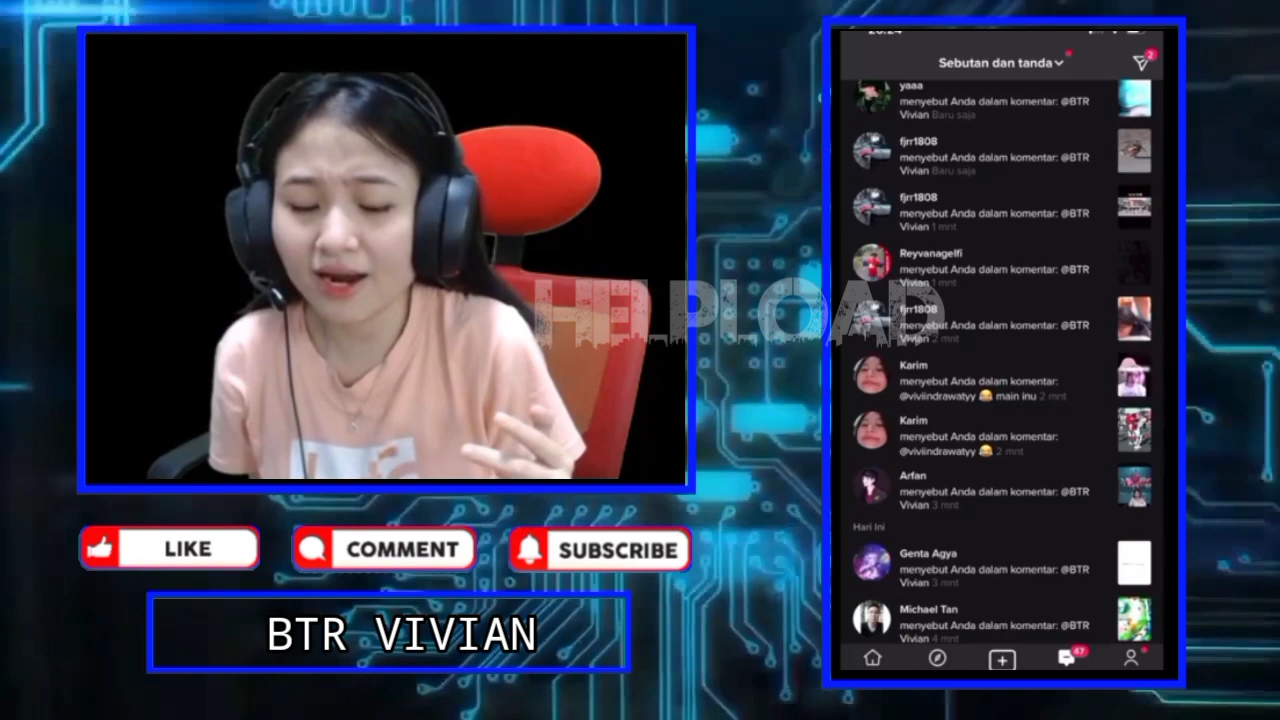 Sebutan dan tanda
2
yaaa
menyebut Anda dalam komentar: @BTR
Vivian Baru saja
fjrr1808
menyebut Anda dalam komentar: @BTR
Vivian Baru saja
fjrr1808
menyebut Anda dalam komentar: @BTR
Vivian 1 mnt
Reyvanagelfi
menyebut Anda dalam komentar: @BTR
Vivian 1 mnt
HELPLOAD
fjrr1808
menyebut Anda dalam komentar: @BTR
Vivian 2 mnt
Karim
menyebut Anda dalam komentar:
@viviindrawatyy 😂 main inu 2 mnt
Karim
menyebut Anda dalam komentar:
@viviindrawatyy 😂 2 mnt
Arfan
menyebut Anda dalam komentar: @BTR
Vivian 3 mnt
Hari Ini
Genta Agya
menyebut Anda dalam komentar: @BTR
Vivian 3 mnt
Michael Tan
menyebut Anda dalam komentar: @BTR
Vivian 4 mnt
47
LIKE
COMMENT
SUBSCRIBE
BTR VIVIAN